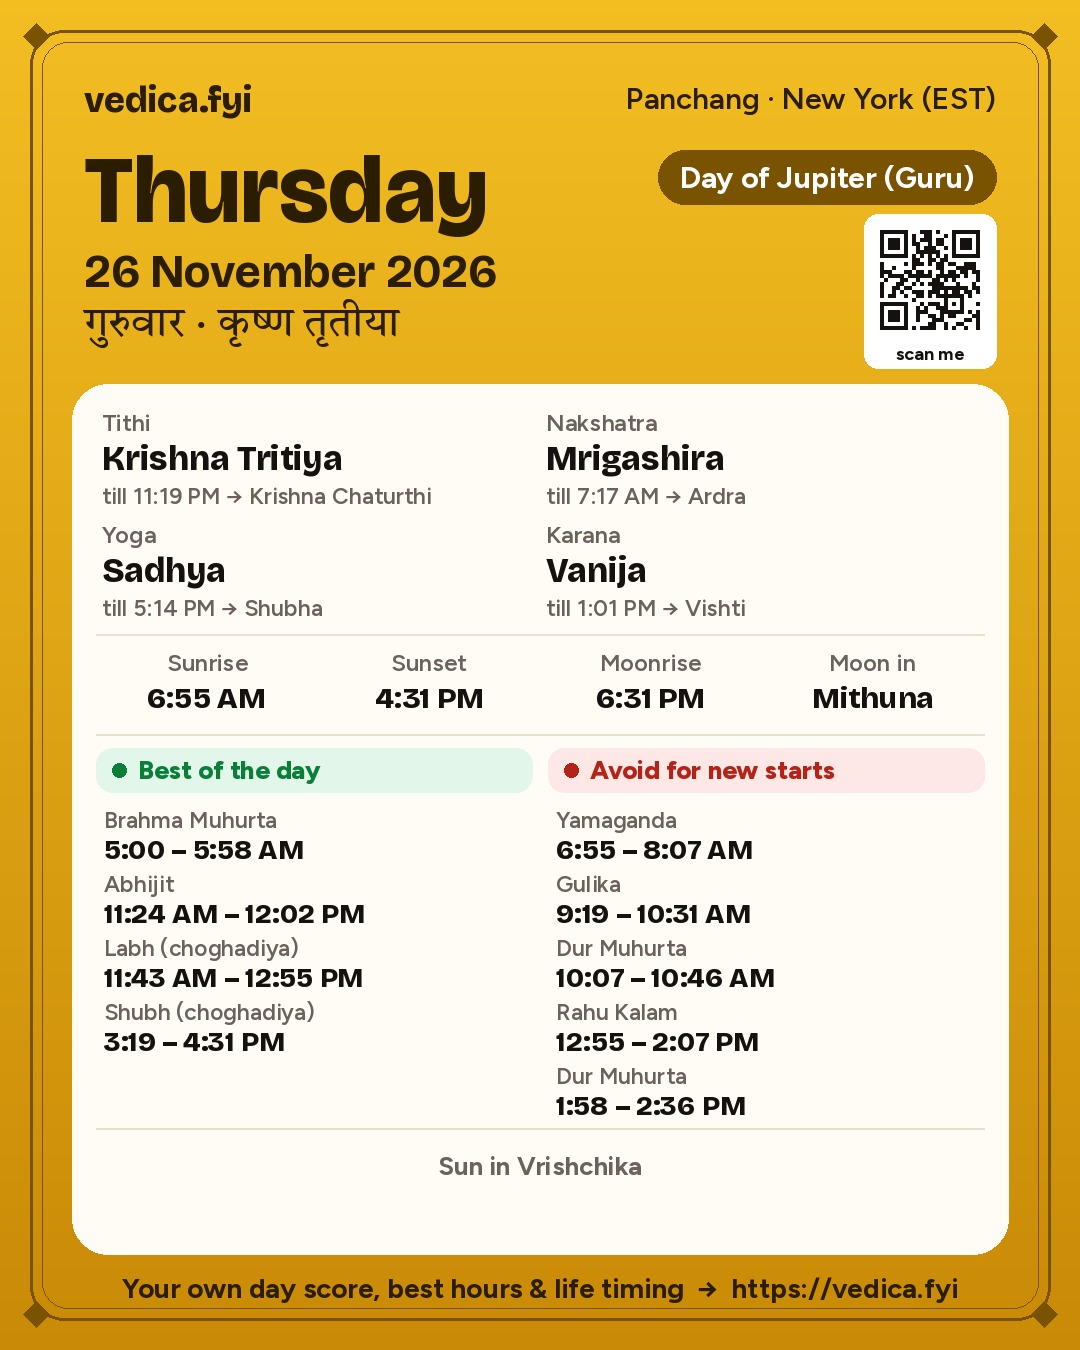 vedica.fyi
Panchang · New York (EST)
Thursday
Day of Jupiter (Guru)
26 November 2026
गुरुवार · कृष्ण तृतीया
scan me
Tithi
Krishna Tritiya
till 11:19 PM → Krishna Chaturthi
Nakshatra
Mrigashira
till 7:17 AM → Ardra
Yoga
Sadhya
till 5:14 PM → Shubha
Karana
Vanija
till 1:01 PM → Vishti
Sunrise
6:55 AM
Sunset
4:31 PM
Moonrise
6:31 PM
Moon in
Mithuna
Best of the day
Brahma Muhurta
5:00 – 5:58 AM
Abhijit
11:24 AM – 12:02 PM
Labh (choghadiya)
11:43 AM – 12:55 PM
Shubh (choghadiya)
3:19 – 4:31 PM
Avoid for new starts
Yamaganda
6:55 – 8:07 AM
Gulika
9:19 – 10:31 AM
Dur Muhurta
10:07 – 10:46 AM
Rahu Kalam
12:55 – 2:07 PM
Dur Muhurta
1:58 – 2:36 PM
Sun in Vrishchika
Your own day score, best hours & life timing → https://vedica.fyi